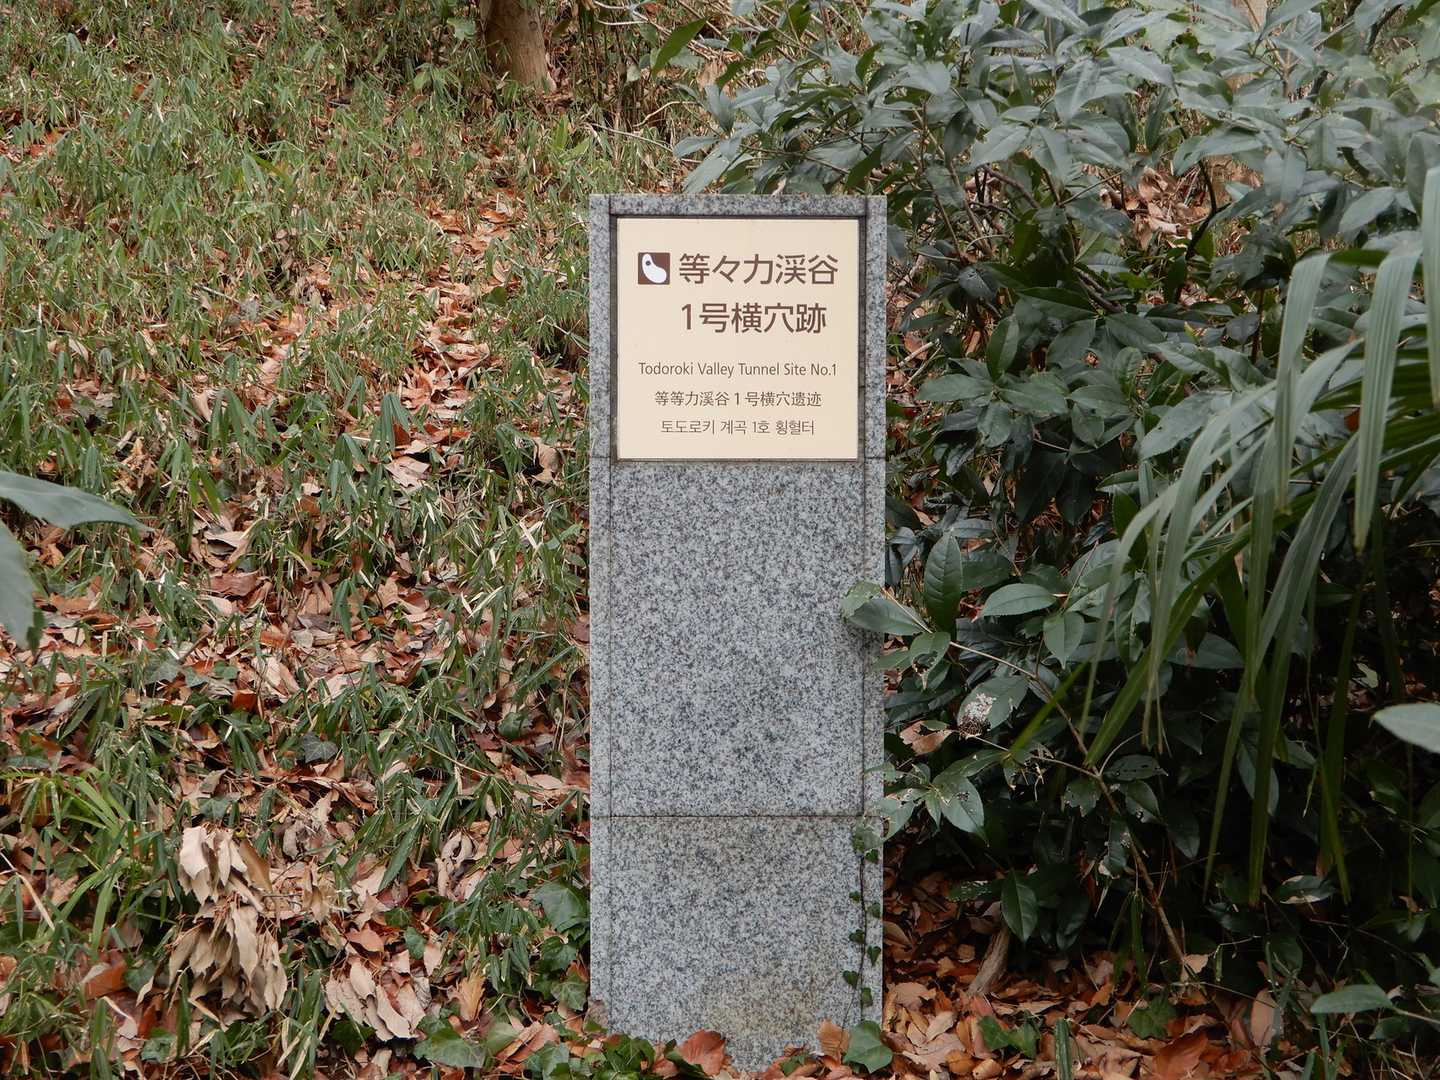 等々力渓谷
1号横穴跡
Todoroki Valley Tunnel Site No.1
等等力溪谷1号横穴遗迹
토도로키 계곡 1호 횡혈터